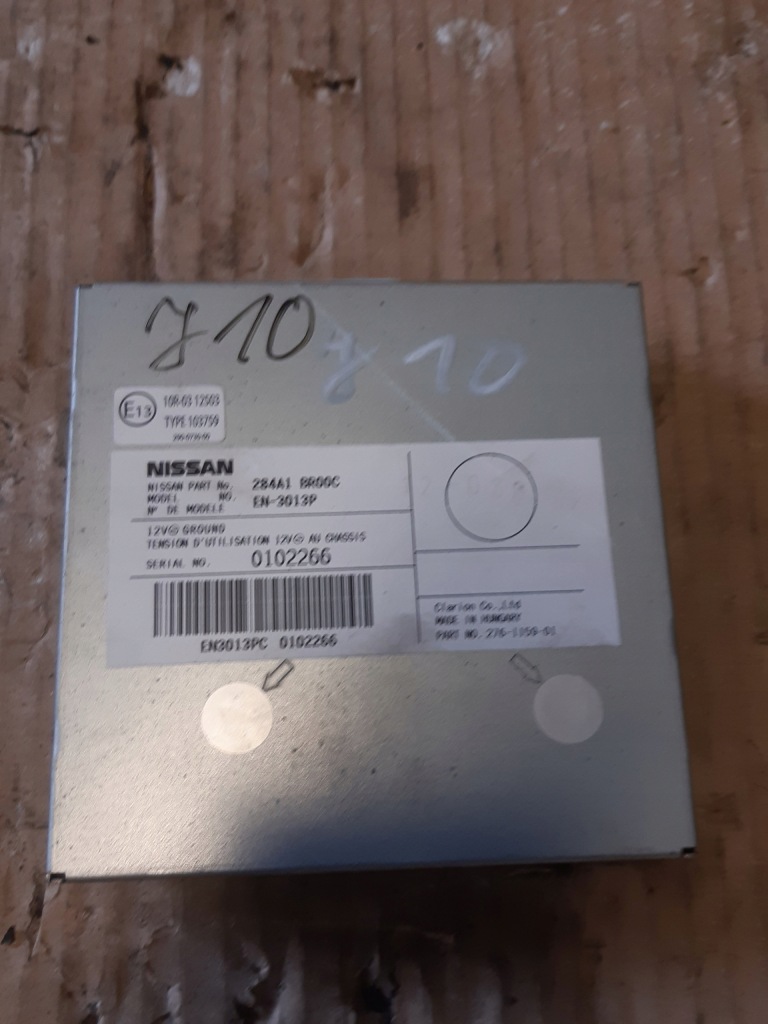 J10
J10
E13
10R-03 12503
TYPE 103759
NISSAN
NISSAN PART No. 284A1 BR00C
MODEL NO. EN-3013P
N° DE MODELE
12V⊖ GROUND
TENSION D'UTILISATION 12V⊖ AU CHASSIS
SERIAL NO. 0102266
EN3013PC 0102266
Clarion Co.,Ltd
MADE IN HUNGARY
PART NO.